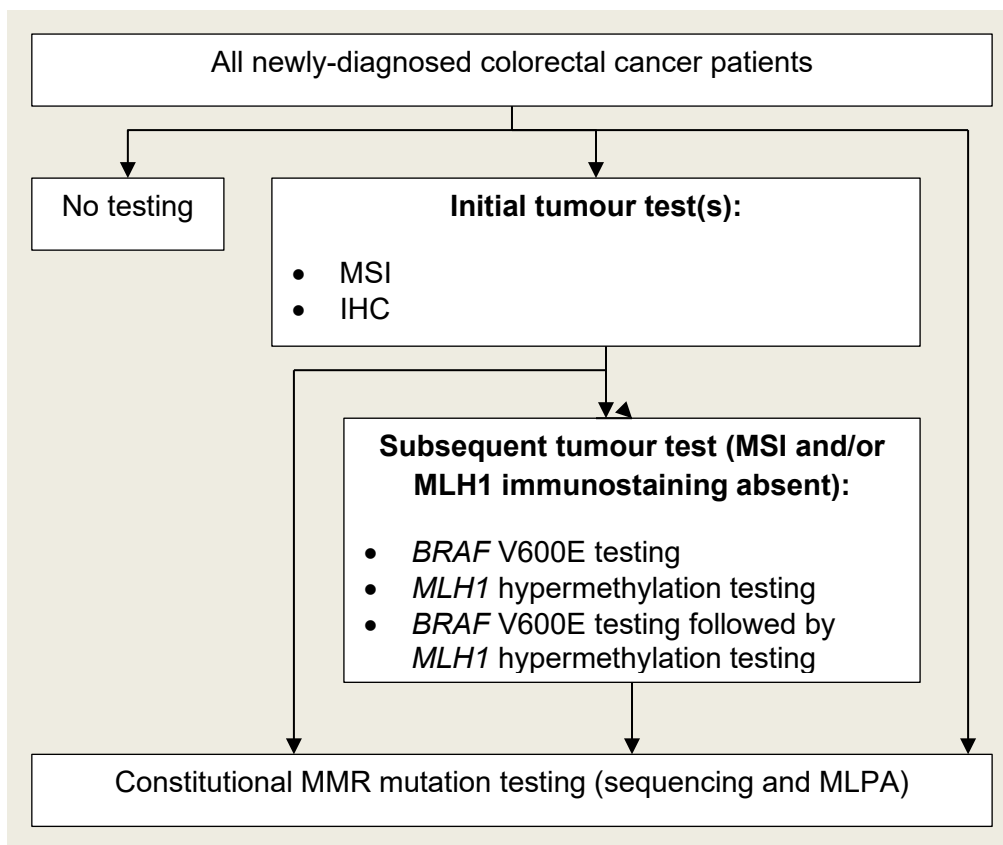 All newly-diagnosed colorectal cancer patients
No testing
Initial tumour test(s):
• MSI
• IHC
Subsequent tumour test (MSI and/or
MLH1 immunostaining absent):
• BRAF V600E testing
• MLH1 hypermethylation testing
• BRAF V600E testing followed by
MLH1 hypermethylation testing
Constitutional MMR mutation testing (sequencing and MLPA)